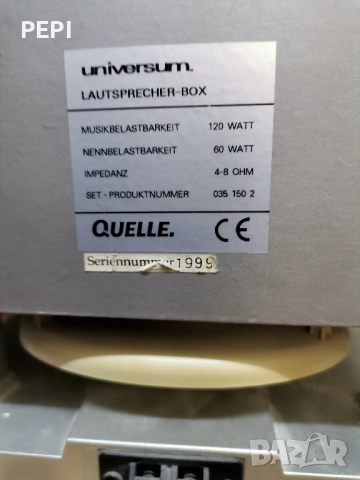 PEPI
universum.
LAUTSPRECHER-BOX
MUSIKBELASTBARKEIT 120 WATT
NENNBELASTBARKEIT 60 WATT
IMPEDANZ 4-8 OHM
SET - PRODUKTNUMMER 035 150 2
QUELLE. CE
Seriennummer 1999
BAZAR